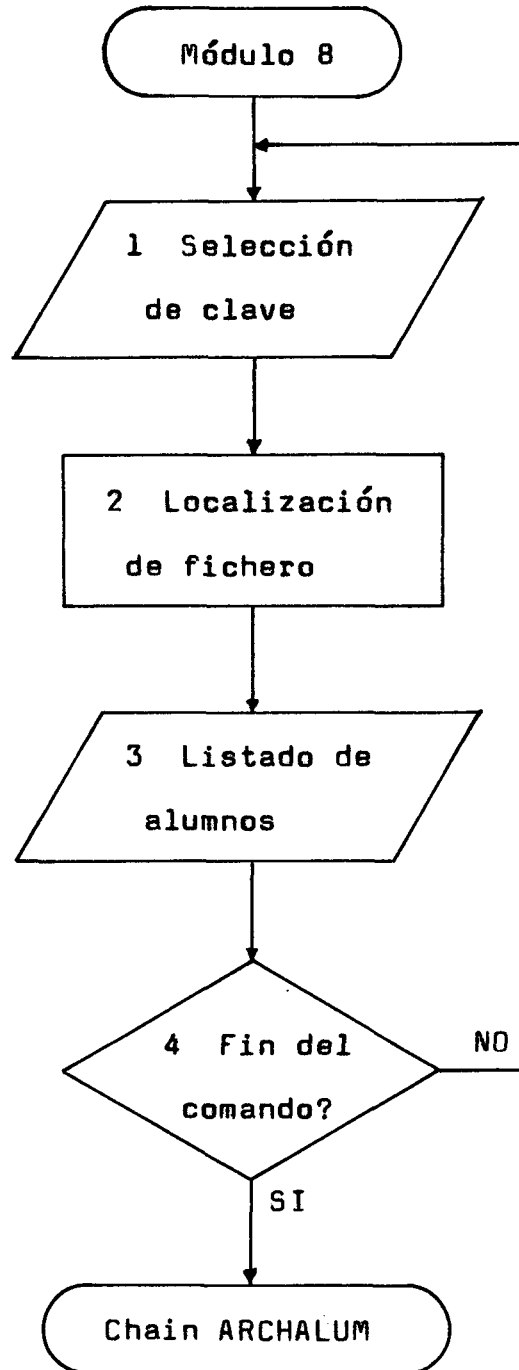 Módulo 8
1 Selección
de clave
2 Localización
de fichero
3 Listado de
alumnos
4 Fin del
comando?
NO
SI
Chain ARCHALUM